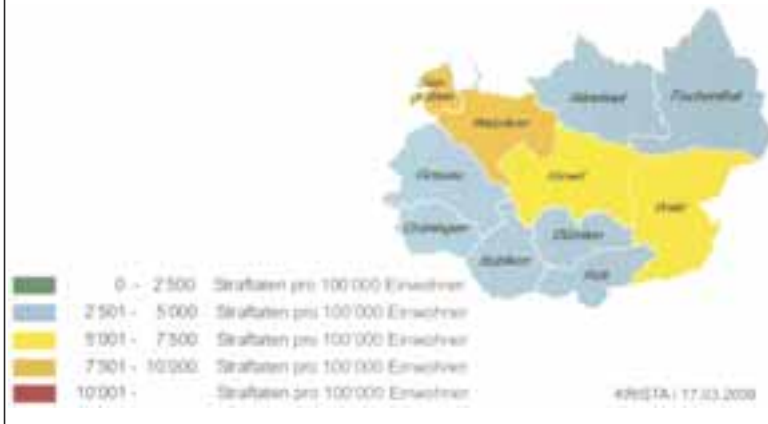 Fischenthal
Wetzikon
Hinwil
Wald
Dürnten
Bubikon
Rüti
0 - 2'500 Straftaten pro 100'000 Einwohner
2'501 - 5'000 Straftaten pro 100'000 Einwohner
5'001 - 7'500 Straftaten pro 100'000 Einwohner
7'501 - 10'000 Straftaten pro 100'000 Einwohner
10'001 - Straftaten pro 100'000 Einwohner
KRISTA / 17.03.2009